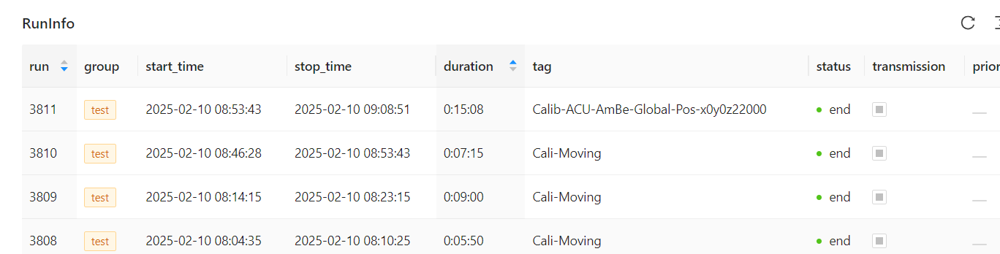 RunInfo
run group start_time stop_time duration tag status transmission prior
3811 test 2025-02-10 08:53:43 2025-02-10 09:08:51 0:15:08 Calib-ACU-AmBe-Global-Pos-x0y0z22000 end
3810 test 2025-02-10 08:46:28 2025-02-10 08:53:43 0:07:15 Cali-Moving end
3809 test 2025-02-10 08:14:15 2025-02-10 08:23:15 0:09:00 Cali-Moving end
3808 test 2025-02-10 08:04:35 2025-02-10 08:10:25 0:05:50 Cali-Moving end